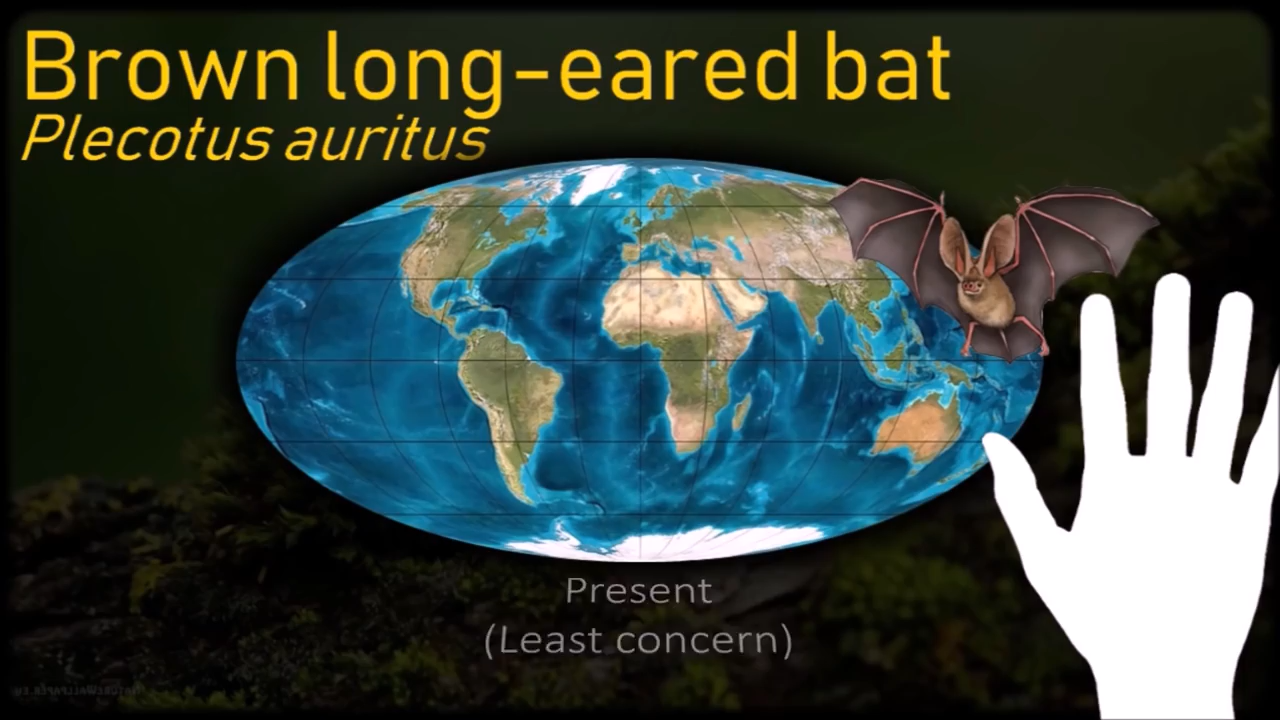 Brown long-eared bat
Plecotus auritus
Present
(Least concern)